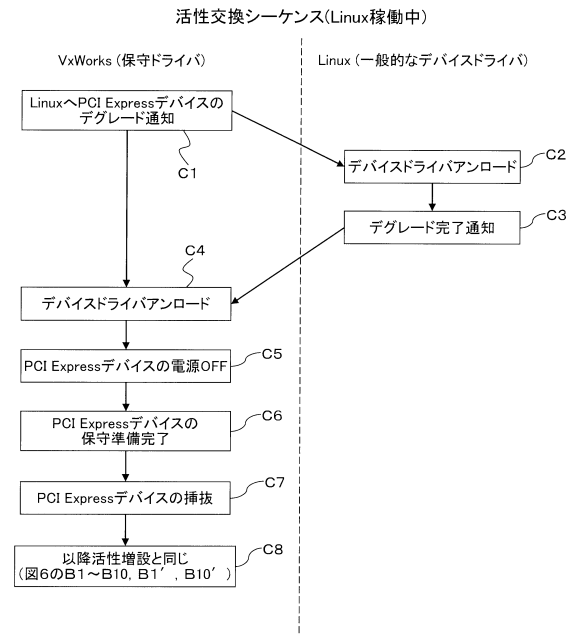 活性交換シーケンス(Linux稼働中)
VxWorks (保守ドライバ)
Linux (一般的なデバイスドライバ)
LinuxへPCI Expressデバイスの
デグレード通知
C1
デバイスドライバアンロード
C2
デグレード完了通知
C3
C4
デバイスドライバアンロード
PCI Expressデバイスの電源OFF
C5
PCI Expressデバイスの
保守準備完了
C6
PCI Expressデバイスの挿抜
C7
以降活性増設と同じ
(図6のB1～B10, B1′, B10′)
C8